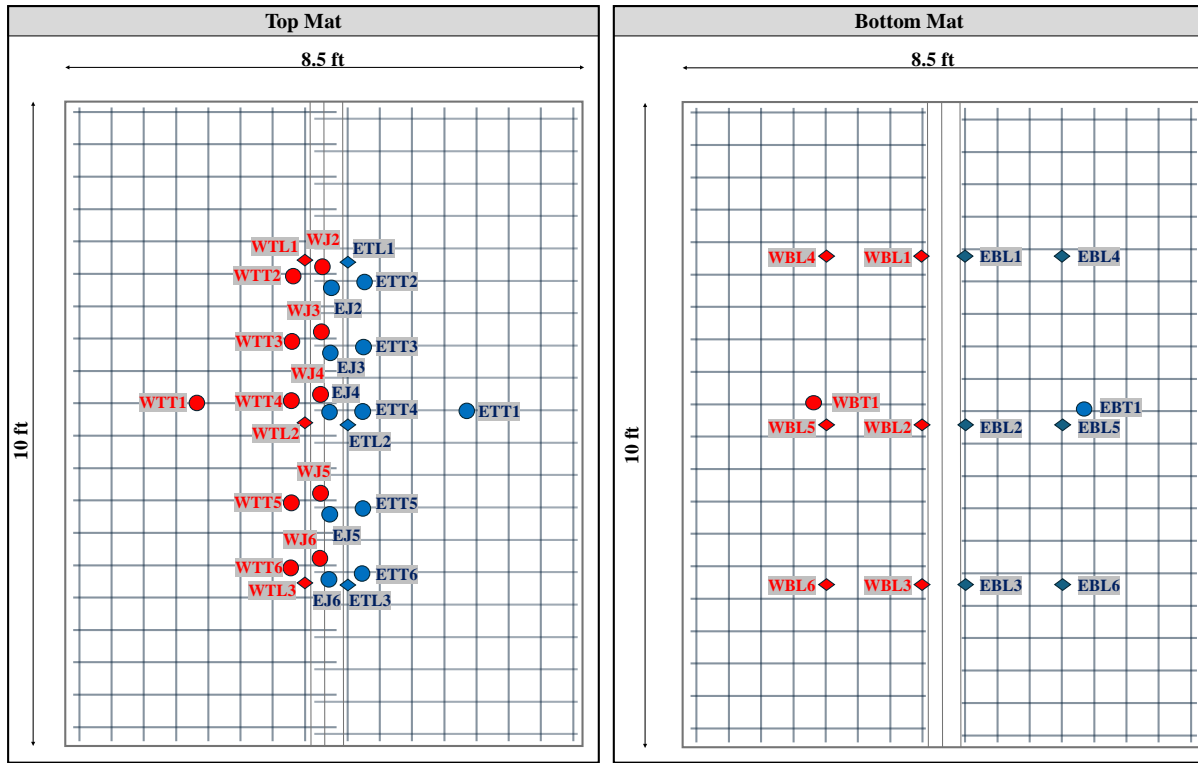 Top Mat
8.5 ft
10 ft
WTL1
WJ2
ETL1
WTT2
ETT2
EJ2
WJ3
WTT3
ETT3
EJ3
WJ4
EJ4
WTT1
WTT4
ETT4
ETT1
WTL2
ETL2
WJ5
WTT5
ETT5
EJ5
WJ6
WTT6
ETT6
WTL3
EJ6
ETL3
Bottom Mat
8.5 ft
10 ft
WBL4
WBL1
EBL1
EBL4
WBT1
EBT1
WBL5
WBL2
EBL2
EBL5
WBL6
WBL3
EBL3
EBL6